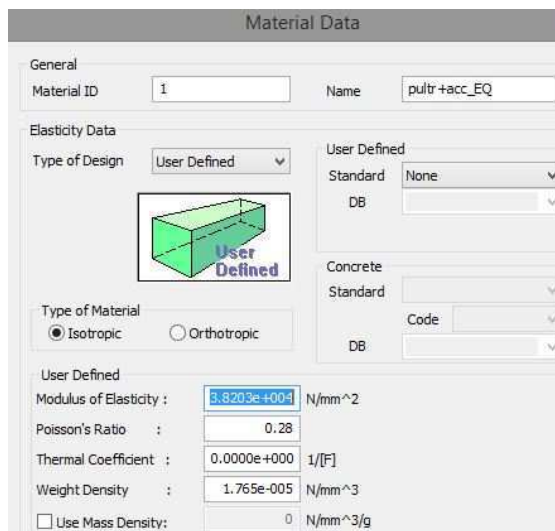 Material Data
General
Material ID 1 Name pultr+acc_EQ
Elasticity Data
Type of Design User Defined
User Defined
Standard None
DB
User
Defined
Concrete
Standard
Code
DB
Type of Material
Isotropic Orthotropic
User Defined
Modulus of Elasticity : 3.8203e+004 N/mm^2
Poisson's Ratio : 0.28
Thermal Coefficient : 0.0000e+000 1/[F]
Weight Density : 1.765e-005 N/mm^3
Use Mass Density: 0 N/mm^3/g